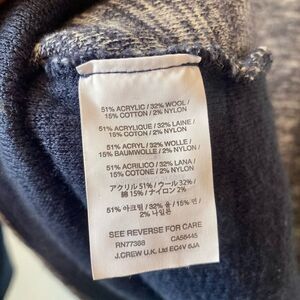 51% ACRYLIC / 32% WOOL /
15% COTTON / 2% NYLON
51% ACRYLIQUE / 32% LAINE /
15% COTON / 2% NYLON
51% ACRYL / 32% WOLLE /
15% BAUMWOLLE / 2% NYLON
51% ACRILICO / 32% LANA /
15% COTONE / 2% NYLON
アクリル 51% / ウール 32% /
綿 15% / ナイロン 2%
51% 아크릴 / 32% 울 / 15% 면 /
2% 나일론
SEE REVERSE FOR CARE
RN77388 CA56445
J.CREW U.K. Ltd EC4V 6JA